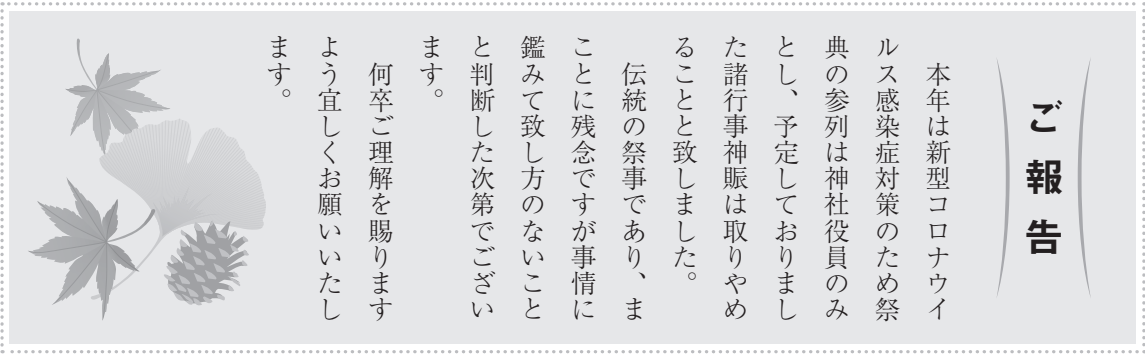 ご報告
本年は新型コロナウイ
ルス感染症対策のため祭
典の参列は神社役員のみ
とし、予定しておりまし
た諸行事神賑は取りやめ
ることと致しました。
伝統の祭事であり、ま
ことに残念ですが事情に
鑑みて致し方のないこと
と判断した次第でござい
ます。
何卒ご理解を賜ります
よう宜しくお願いいたし
ます。